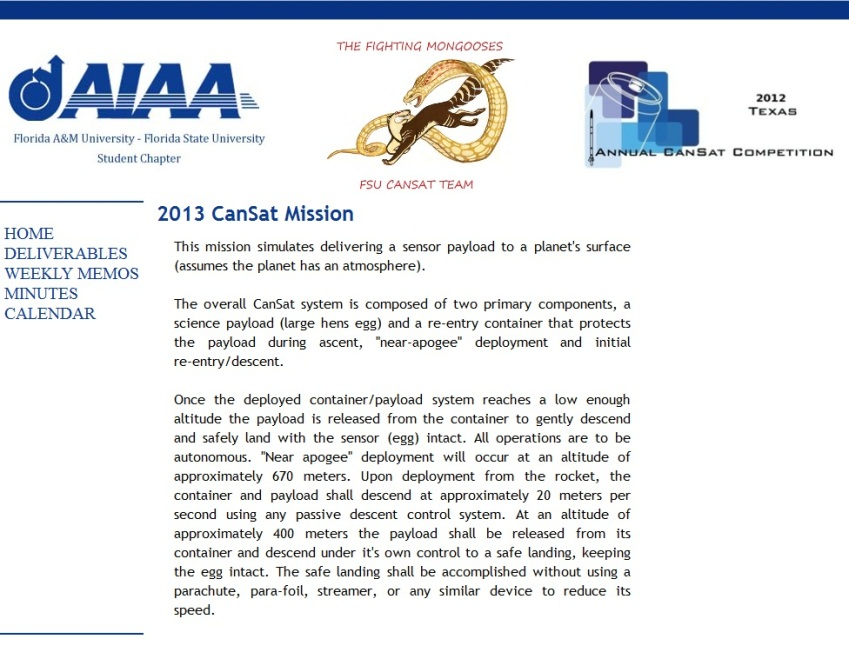 AIAA
Florida A&M University - Florida State University
Student Chapter
THE FIGHTING MONGOOSES
FSU CANSAT TEAM
2012
TEXAS
ANNUAL CANSAT COMPETITION
HOME
DELIVERABLES
WEEKLY MEMOS
MINUTES
CALENDAR
2013 CanSat Mission
This mission simulates delivering a sensor payload to a planet's surface
(assumes the planet has an atmosphere).
The overall CanSat system is composed of two primary components, a
science payload (large hens egg) and a re-entry container that protects
the payload during ascent, "near-apogee" deployment and initial
re-entry/descent.
Once the deployed container/payload system reaches a low enough
altitude the payload is released from the container to gently descend
and safely land with the sensor (egg) intact. All operations are to be
autonomous. "Near apogee" deployment will occur at an altitude of
approximately 670 meters. Upon deployment from the rocket, the
container and payload shall descend at approximately 20 meters per
second using any passive descent control system. At an altitude of
approximately 400 meters the payload shall be released from its
container and descend under it's own control to a safe landing, keeping
the egg intact. The safe landing shall be accomplished without using a
parachute, para-foil, streamer, or any similar device to reduce its
speed.